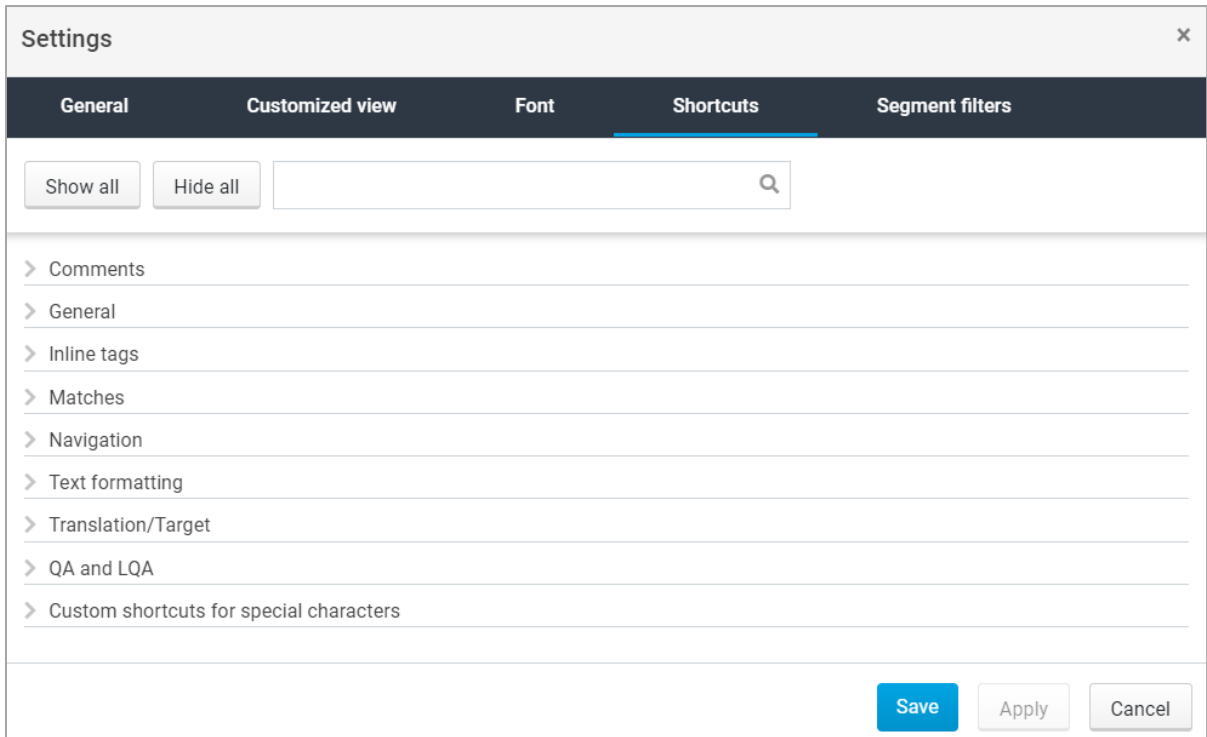 Settings
×
General Customized view Font Shortcuts Segment filters
Show all Hide all
Comments
General
Inline tags
Matches
Navigation
Text formatting
Translation/Target
QA and LQA
Custom shortcuts for special characters
Save Apply Cancel